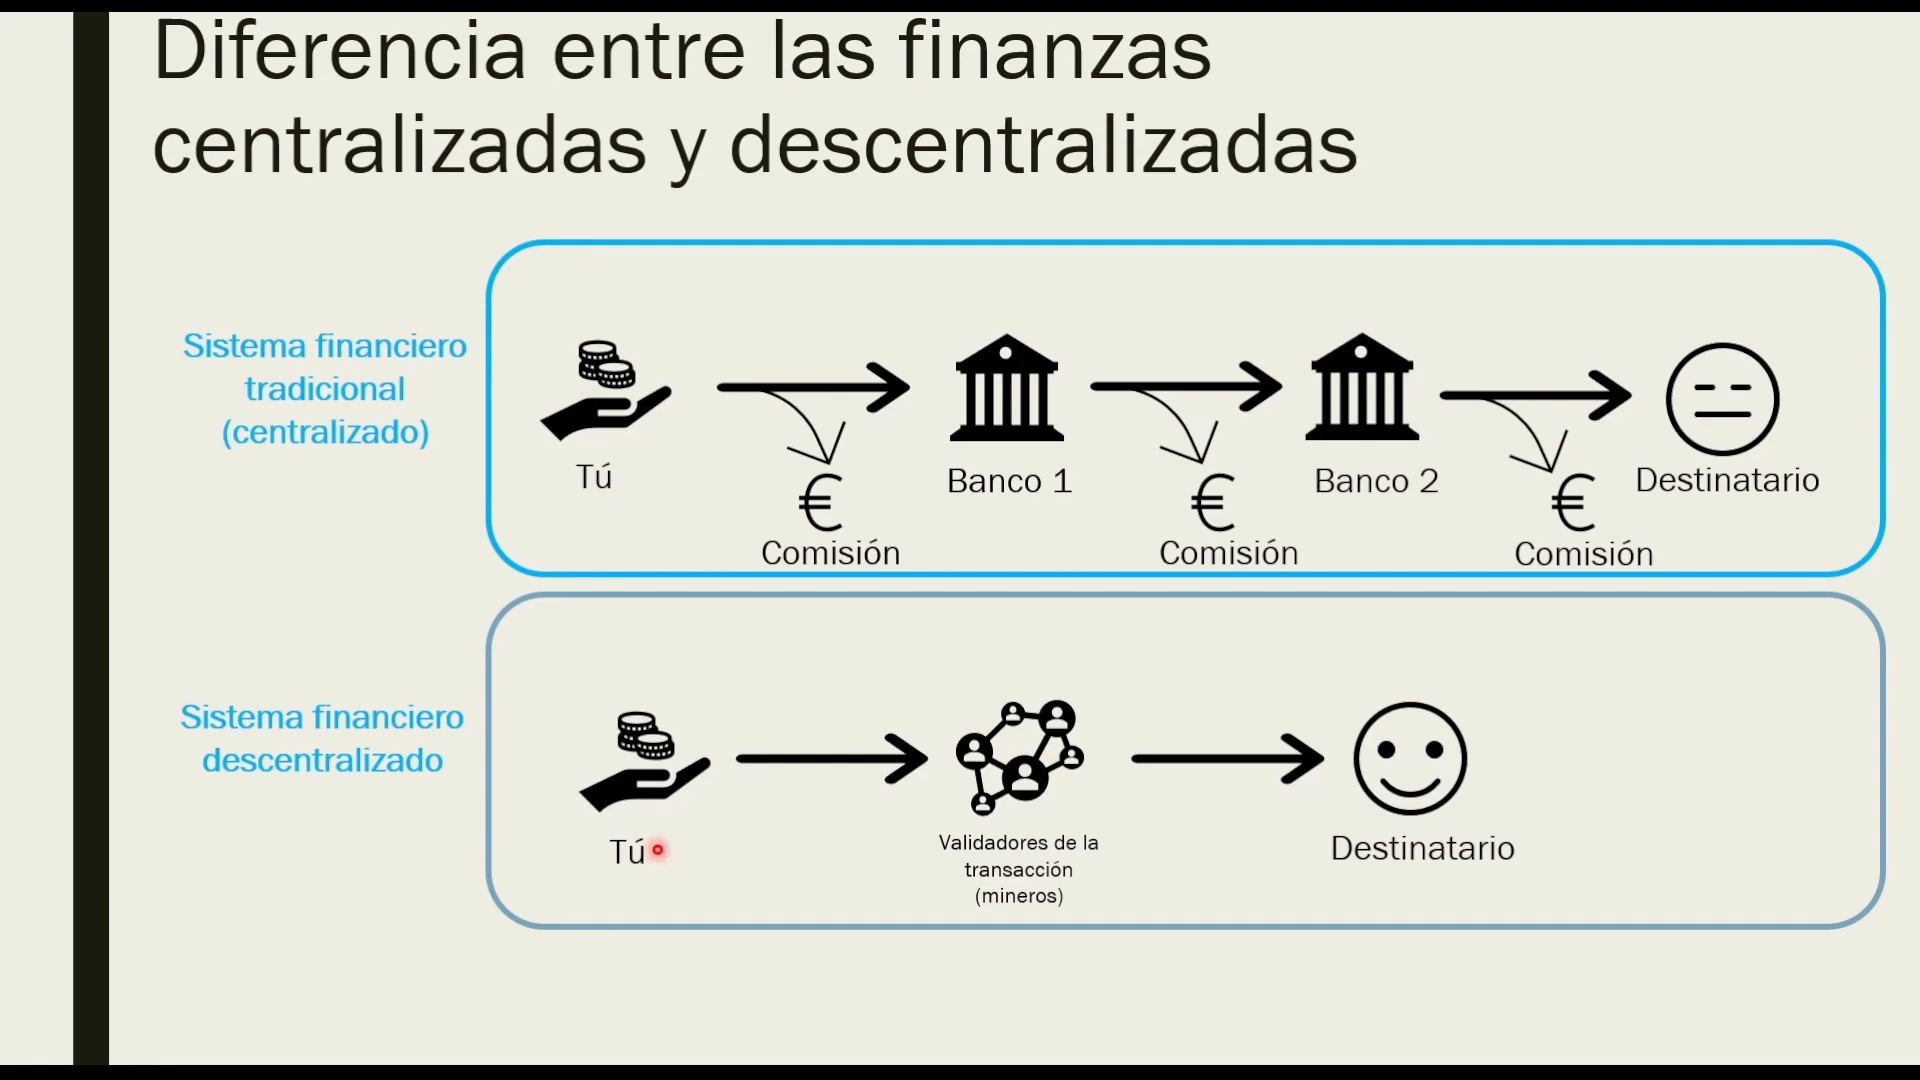 Diferencia entre las finanzas
centralizadas y descentralizadas
Sistema financiero
tradicional
(centralizado)
Tú
€
Comisión
Banco 1
€
Comisión
Banco 2
€
Comisión
Destinatario
Sistema financiero
descentralizado
Tú
Validadores de la
transacción
(mineros)
Destinatario